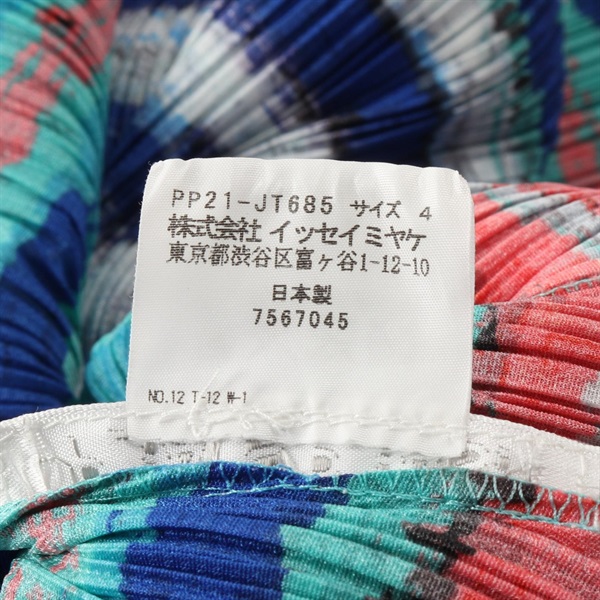 PP21-JT685 サイズ 4
株式会社 イッセイミヤケ
東京都渋谷区富ヶ谷1-12-10
日本製
7567045
NO.12 T-12 W-1